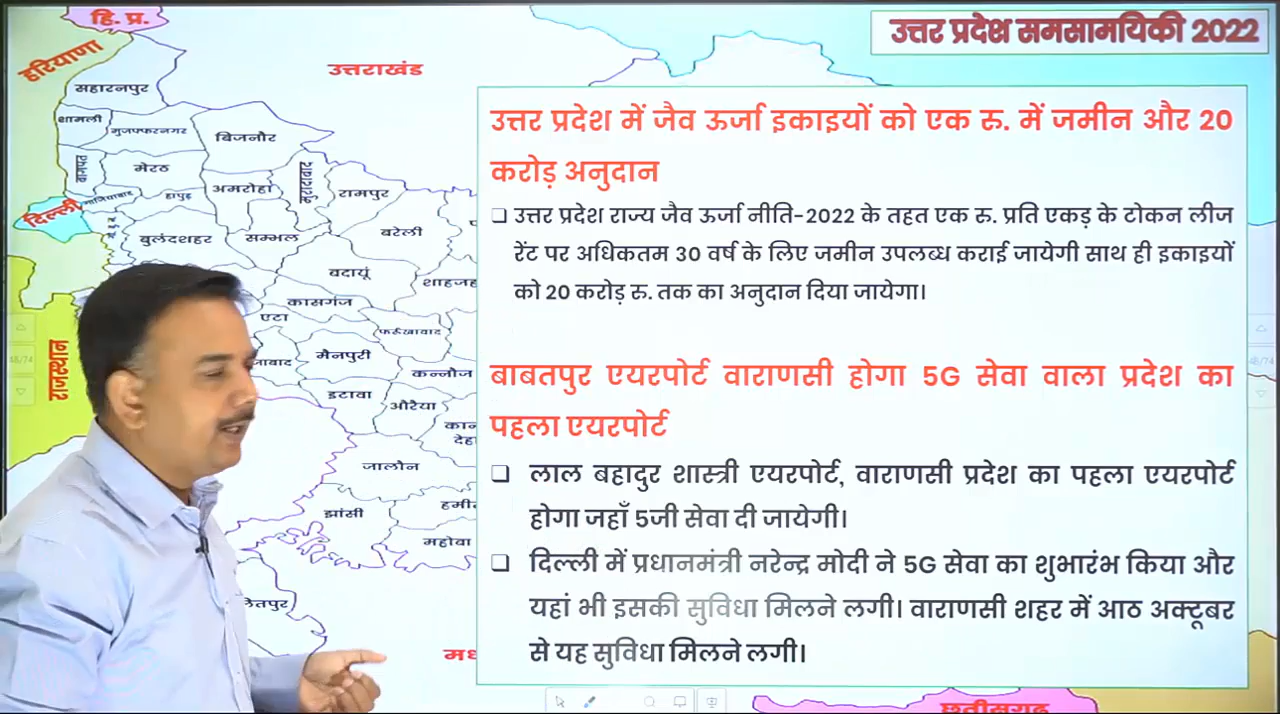 हि. प्र.
उत्तर प्रदेश समसामयिकी 2022
हरियाणा
उत्तराखंड
सहारनपुर
शामली
मुजफ्फरनगर
बिजनौर
बागपत
मेरठ
हापुड़
अमरोहा
मुरादाबाद
रामपुर
गाजियाबाद
दिल्ली
बुलंदशहर
सम्भल
बरेली
बदायूं
कासगंज
एटा
फर्रुखाबाद
मैनपुरी
कन्नौज
इटावा
औरैया
जालौन
झांसी
महोवा
राजस्थान
48/74
उत्तर प्रदेश में जैव ऊर्जा इकाइयों को एक रु. में जमीन और 20
करोड़ अनुदान
❑ उत्तर प्रदेश राज्य जैव ऊर्जा नीति-2022 के तहत एक रु. प्रति एकड़ के टोकन लीज
रेंट पर अधिकतम 30 वर्ष के लिए जमीन उपलब्ध कराई जायेगी साथ ही इकाइयों
को 20 करोड़ रु. तक का अनुदान दिया जायेगा।
बाबतपुर एयरपोर्ट वाराणसी होगा 5G सेवा वाला प्रदेश का
पहला एयरपोर्ट
❑ लाल बहादुर शास्त्री एयरपोर्ट, वाराणसी प्रदेश का पहला एयरपोर्ट
होगा जहाँ 5जी सेवा दी जायेगी।
❑ दिल्ली में प्रधानमंत्री नरेन्द्र मोदी ने 5G सेवा का शुभारंभ किया और
यहां भी इसकी सुविधा मिलने लगी। वाराणसी शहर में आठ अक्टूबर
से यह सुविधा मिलने लगी।
छत्तीसगढ़